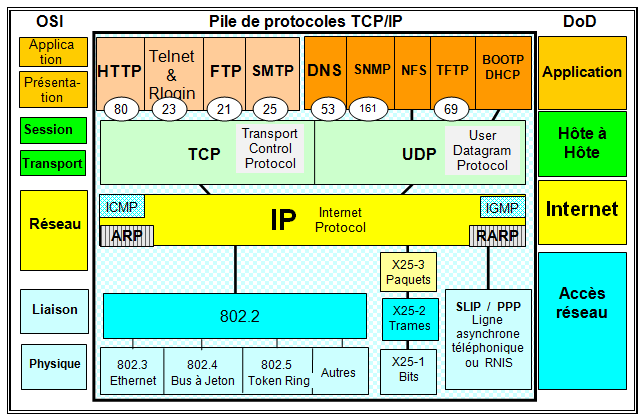 OSI
Pile de protocoles TCP/IP
DoD
Applica
tion
Présenta-
tion
Session
Transport
Réseau
Liaison
Physique
HTTP
Telnet
&
Rlogin
FTP
SMTP
DNS
SNMP
NFS
TFTP
BOOTP
DHCP
80
23
21
25
53
161
69
TCP
Transport
Control
Protocol
UDP
User
Datagram
Protocol
ICMP
IP
Internet
Protocol
IGMP
ARP
RARP
X25-3
Paquets
802.2
X25-2
Trames
SLIP / PPP
Ligne
asynchrone
téléphonique
ou RNIS
802.3
Ethernet
802.4
Bus à Jeton
802.5
Token Ring
Autres
X25-1
Bits
Application
Hôte à
Hôte
Internet
Accès
réseau